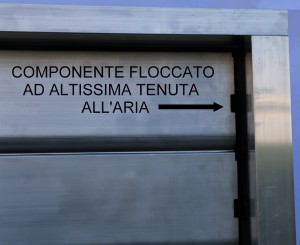 COMPONENTE FLOCCATO
AD ALTISSIMA TENUTA
ALL'ARIA